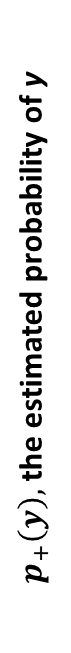 p₊(y), the estimated probability of y